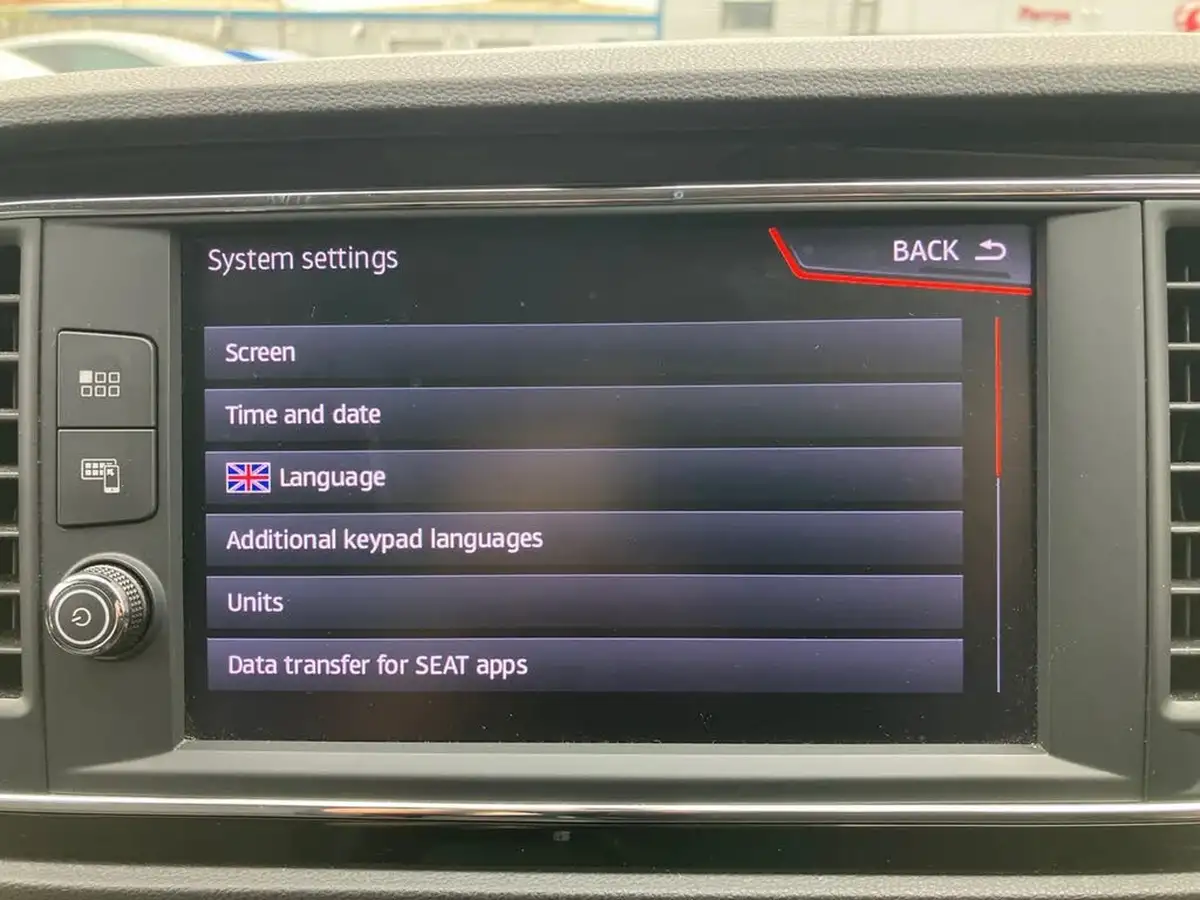 System settings
BACK
Screen
Time and date
Language
Additional keypad languages
Units
Data transfer for SEAT apps